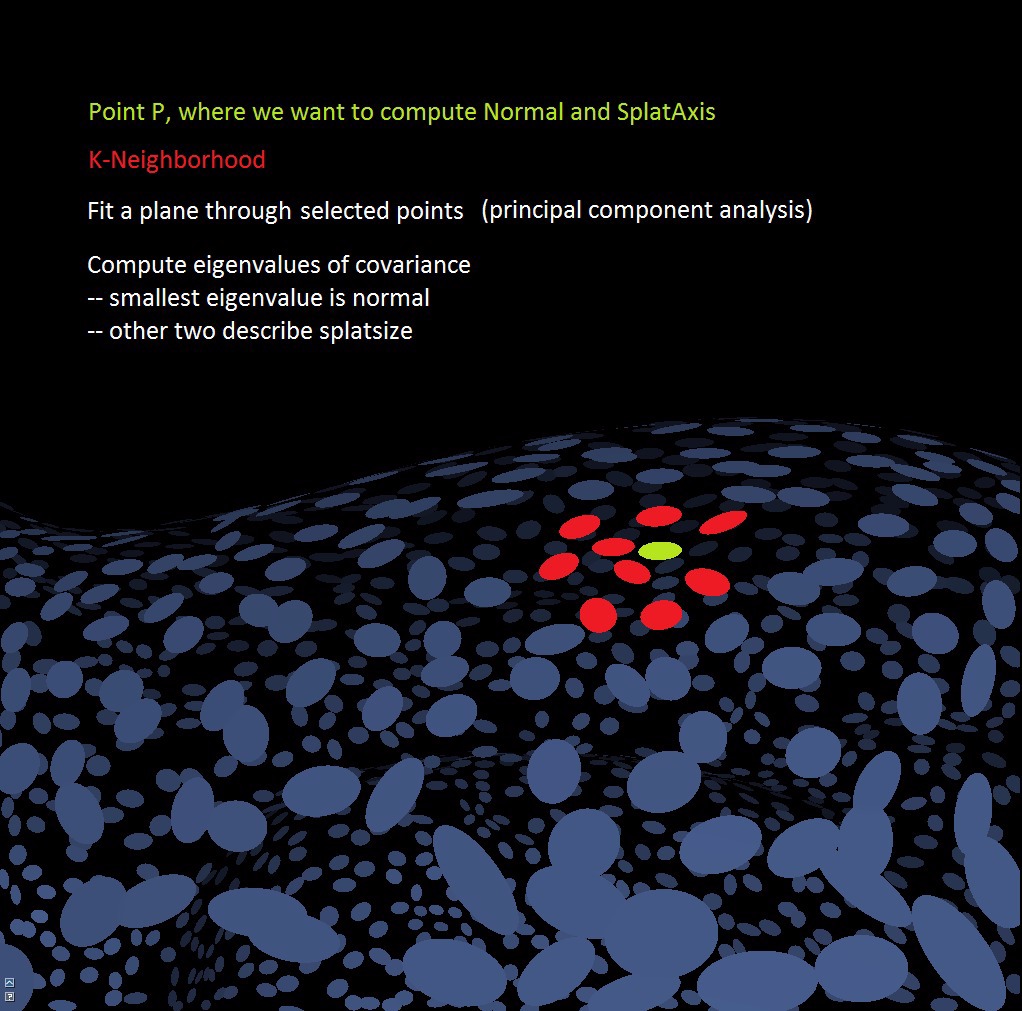 Point P, where we want to compute Normal and SplatAxis
K-Neighborhood
Fit a plane through selected points (principal component analysis)
Compute eigenvalues of covariance
-- smallest eigenvalue is normal
-- other two describe splatsize